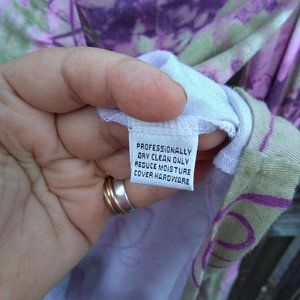 PROFESSIONALLY
DRY CLEAN ONLY
REDUCE MOISTURE
COVER HARDWARE